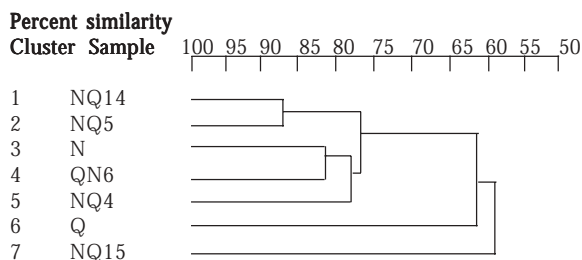 Percent similarity
Cluster Sample 100 95 90 85 80 75 70 65 60 55 50
1 NQ14
2 NQ5
3 N
4 QN6
5 NQ4
6 Q
7 NQ15